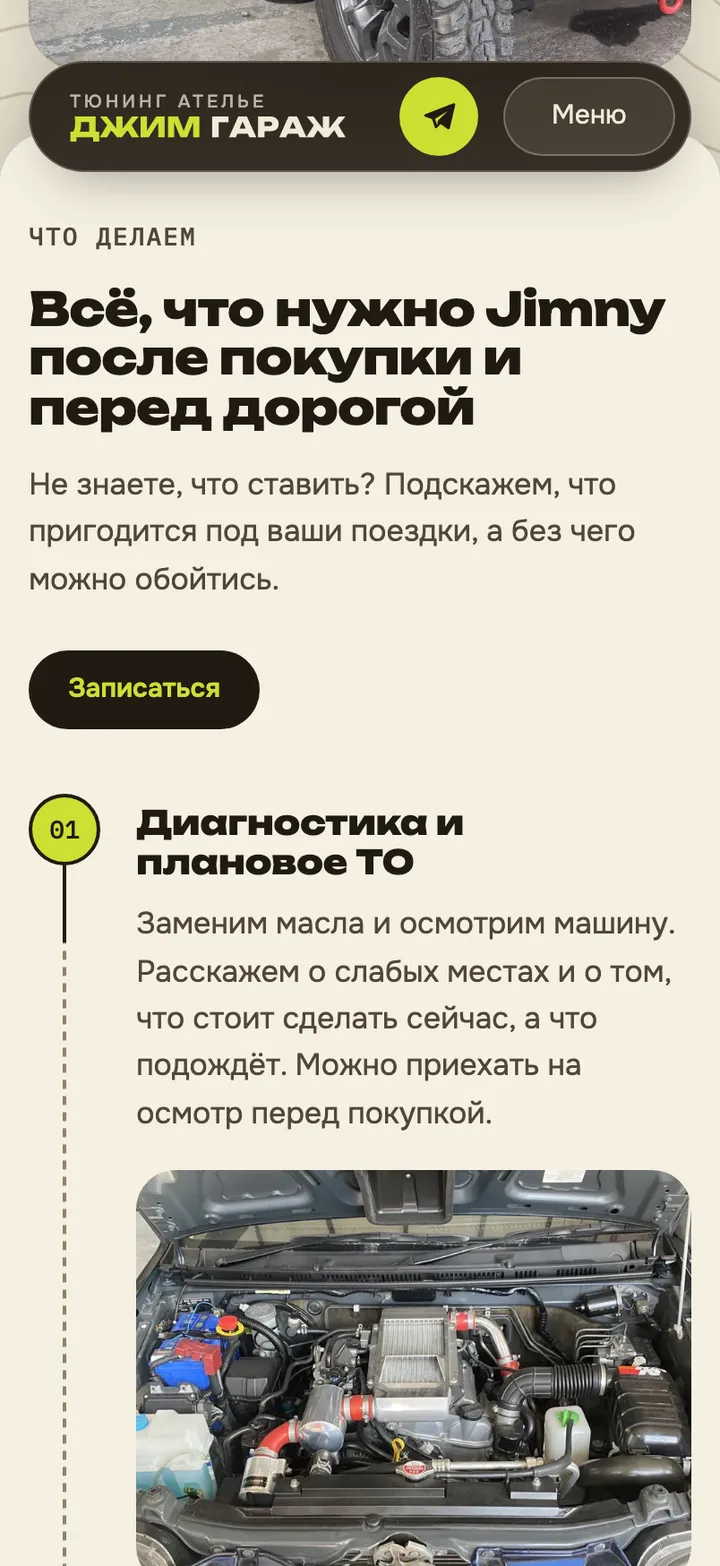 ТЮНИНГ АТЕЛЬЕ
ДЖИМ ГАРАЖ
Меню
ЧТО ДЕЛАЕМ
Всё, что нужно Jimny
после покупки и
перед дорогой
Не знаете, что ставить? Подскажем, что
пригодится под ваши поездки, а без чего
можно обойтись.
Записаться
01
Диагностика и
плановое ТО
Заменим масла и осмотрим машину.
Расскажем о слабых местах и о том,
что стоит сделать сейчас, а что
подождёт. Можно приехать на
осмотр перед покупкой.